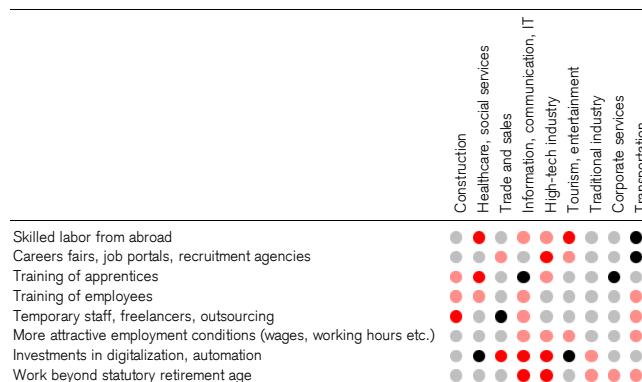 Construction
Healthcare, social services
Trade and sales
Information, communication, IT
High-tech industry
Tourism, entertainment
Traditional industry
Corporate services
Transportation
Skilled labor from abroad
Careers fairs, job portals, recruitment agencies
Training of apprentices
Training of employees
Temporary staff, freelancers, outsourcing
More attractive employment conditions (wages, working hours etc.)
Investments in digitalization, automation
Work beyond statutory retirement age